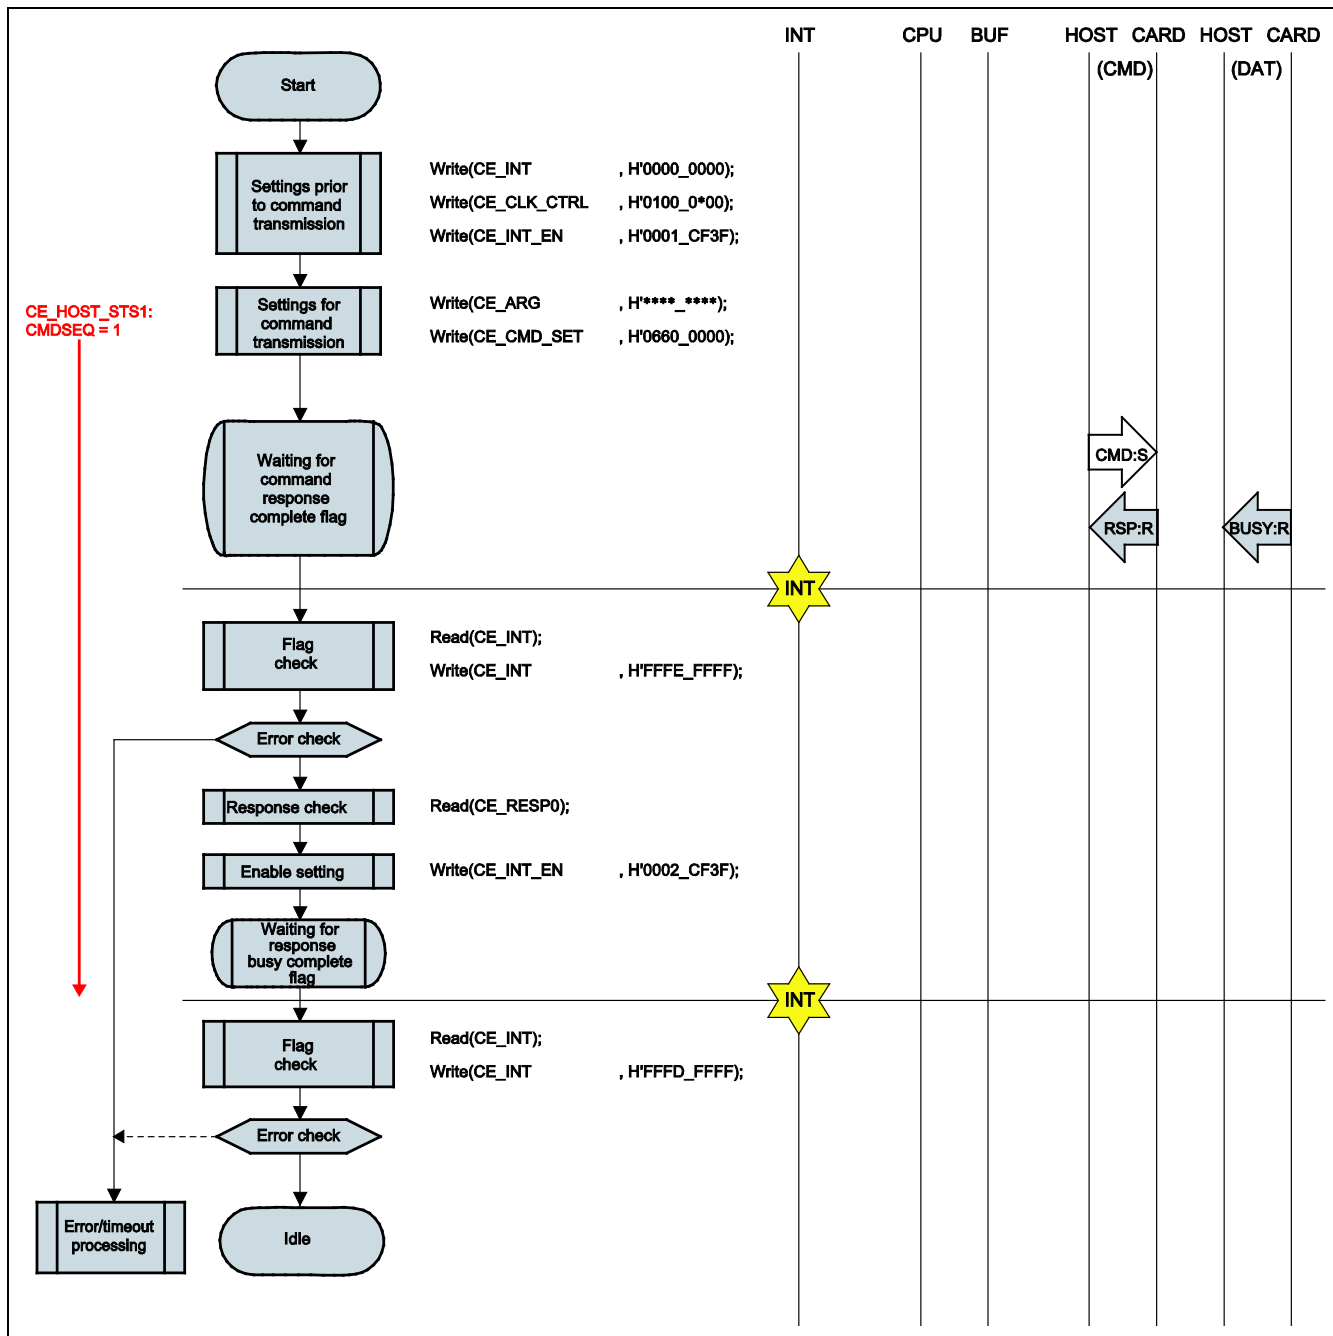 INT CPU BUF HOST CARD HOST CARD
(CMD) (DAT)
Start
Settings prior
to command
transmission
Write(CE_INT , H'0000_0000);
Write(CE_CLK_CTRL , H'0100_0*00);
Write(CE_INT_EN , H'0001_CF3F);
CE_HOST_STS1:
CMDSEQ = 1
Settings for
command
transmission
Write(CE_ARG , H'****_****);
Write(CE_CMD_SET , H'0660_0000);
Waiting for
command
response
complete flag
CMD:S
RSP:R
BUSY:R
INT
Flag
check
Read(CE_INT);
Write(CE_INT , H'FFFE_FFFF);
Error check
Response check
Read(CE_RESP0);
Enable setting
Write(CE_INT_EN , H'0002_CF3F);
Waiting for
response
busy complete
flag
INT
Flag
check
Read(CE_INT);
Write(CE_INT , H'FFFD_FFFF);
Error check
Error/timeout
processing
Idle